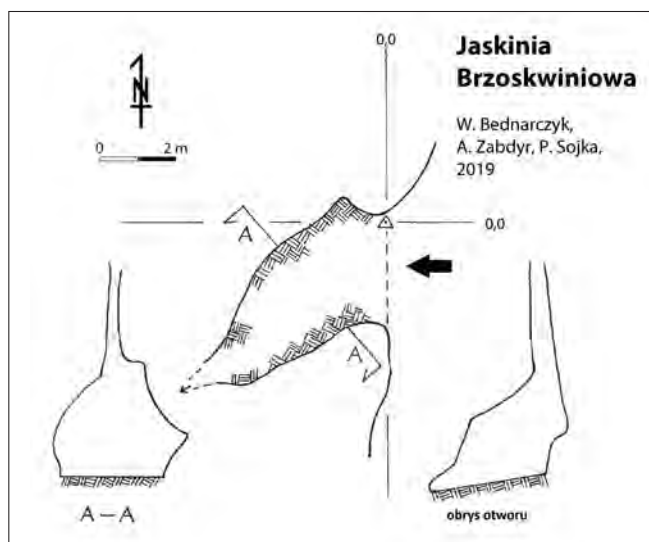 Jaskinia
Brzoskwiniowa
W. Bednarczyk,
A. Zabdyr, P. Sojka,
2019
N
0 2 m
0,0
0,0
A
A
A – A
obrys otworu